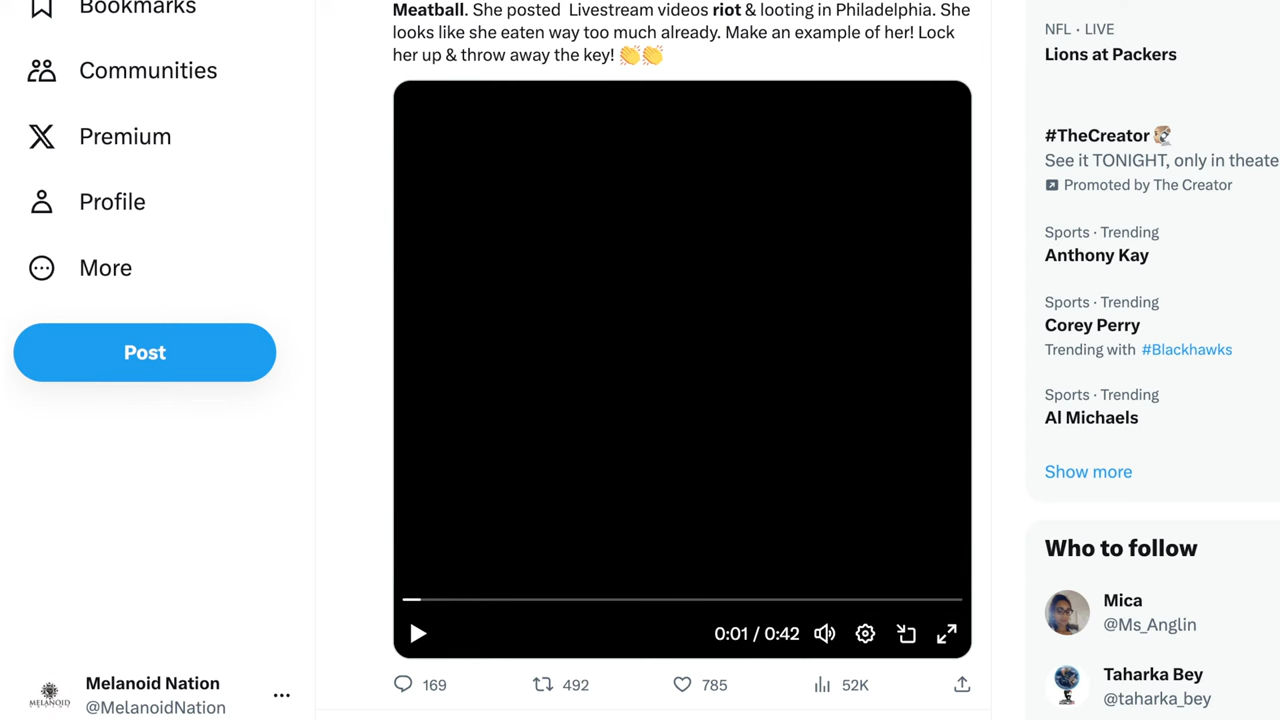 Bookmarks
Communities
Premium
Profile
More
Post
Melanoid Nation
@MelanoidNation
MELANOID
Meatball. She posted Livestream videos riot & looting in Philadelphia. She
looks like she eaten way too much already. Make an example of her! Lock
her up & throw away the key! 👏👏
0:01 / 0:42
169
492
785
52K
NFL · LIVE
Lions at Packers
#TheCreator
See it TONIGHT, only in theate
Promoted by The Creator
Sports · Trending
Anthony Kay
Sports · Trending
Corey Perry
Trending with #Blackhawks
Sports · Trending
Al Michaels
Show more
Who to follow
Mica
@Ms_Anglin
Taharka Bey
@taharka_bey